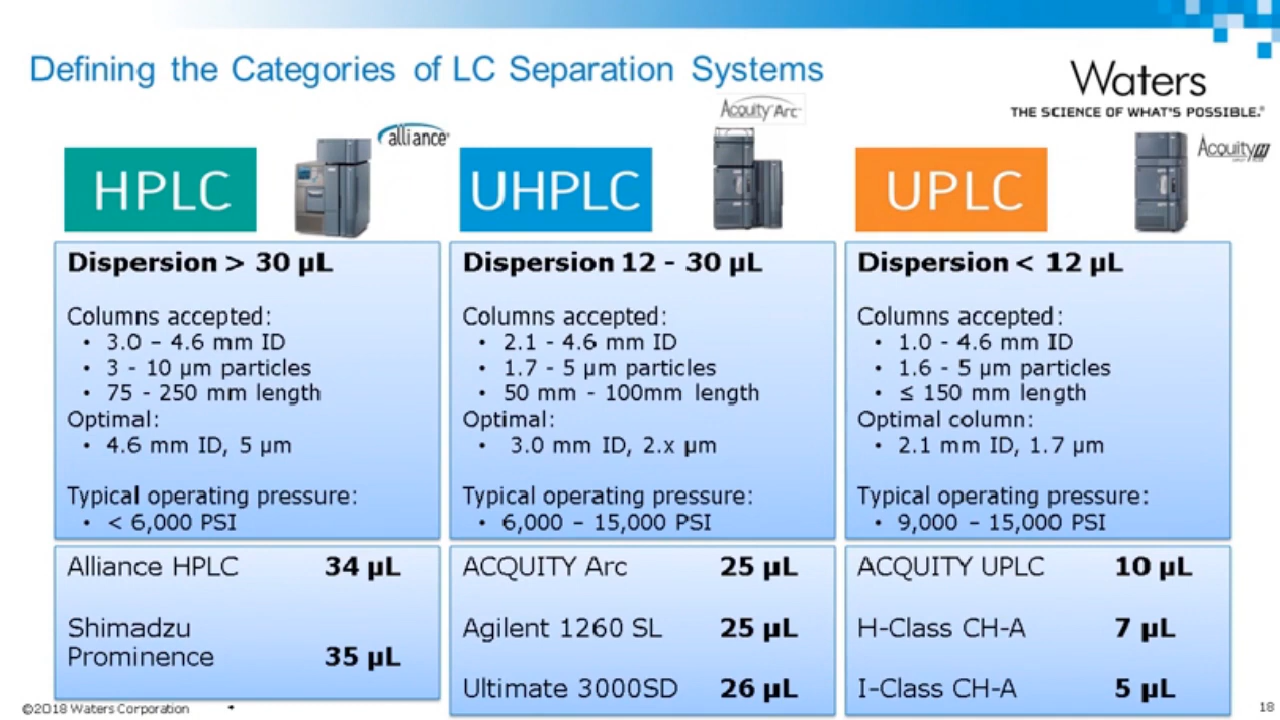 Defining the Categories of LC Separation Systems
Waters
THE SCIENCE OF WHAT'S POSSIBLE.®
alliance®
Acquity Arc™
Acquity
HPLC
UHPLC
UPLC
Dispersion > 30 µL
Columns accepted:
• 3.0 – 4.6 mm ID
• 3 - 10 µm particles
• 75 - 250 mm length
Optimal:
• 4.6 mm ID, 5 µm
Typical operating pressure:
• < 6,000 PSI
Dispersion 12 - 30 µL
Columns accepted:
• 2.1 - 4.6 mm ID
• 1.7 - 5 µm particles
• 50 mm - 100mm length
Optimal:
• 3.0 mm ID, 2.x µm
Typical operating pressure:
• 6,000 – 15,000 PSI
Dispersion < 12 µL
Columns accepted:
• 1.0 - 4.6 mm ID
• 1.6 - 5 µm particles
• ≤ 150 mm length
Optimal column:
• 2.1 mm ID, 1.7 µm
Typical operating pressure:
• 9,000 – 15,000 PSI
Alliance HPLC 34 µL
Shimadzu
Prominence 35 µL
ACQUITY Arc 25 µL
Agilent 1260 SL 25 µL
Ultimate 3000SD 26 µL
ACQUITY UPLC 10 µL
H-Class CH-A 7 µL
I-Class CH-A 5 µL
©2018 Waters Corporation
18